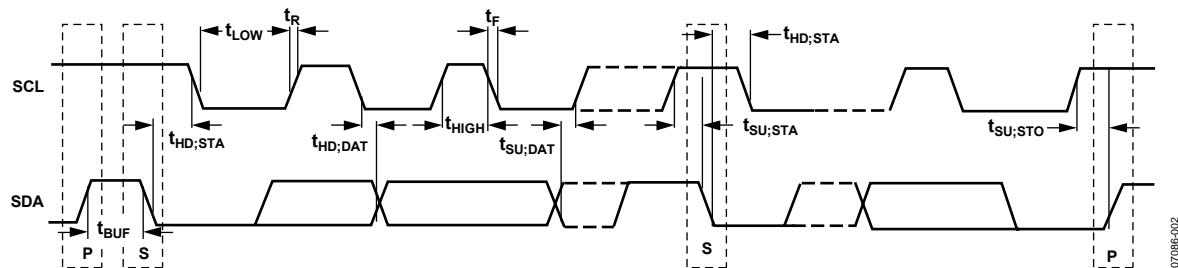 tR
tF
tLOW
tHD;STA
SCL
tHD;STA
tHD;DAT
tHIGH
tSU;DAT
tSU;STA
tSU;STO
SDA
tBUF
P
S
S
P
07086-002